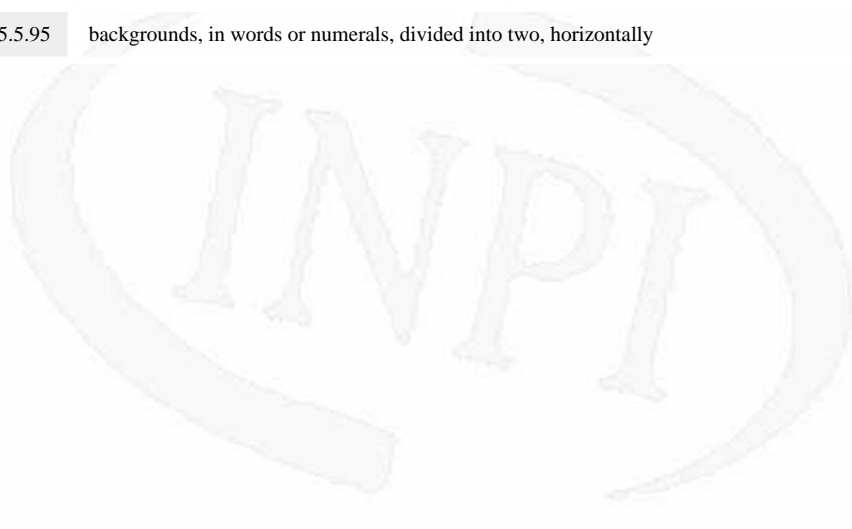 5.5.95 backgrounds, in words or numerals, divided into two, horizontally
INPI